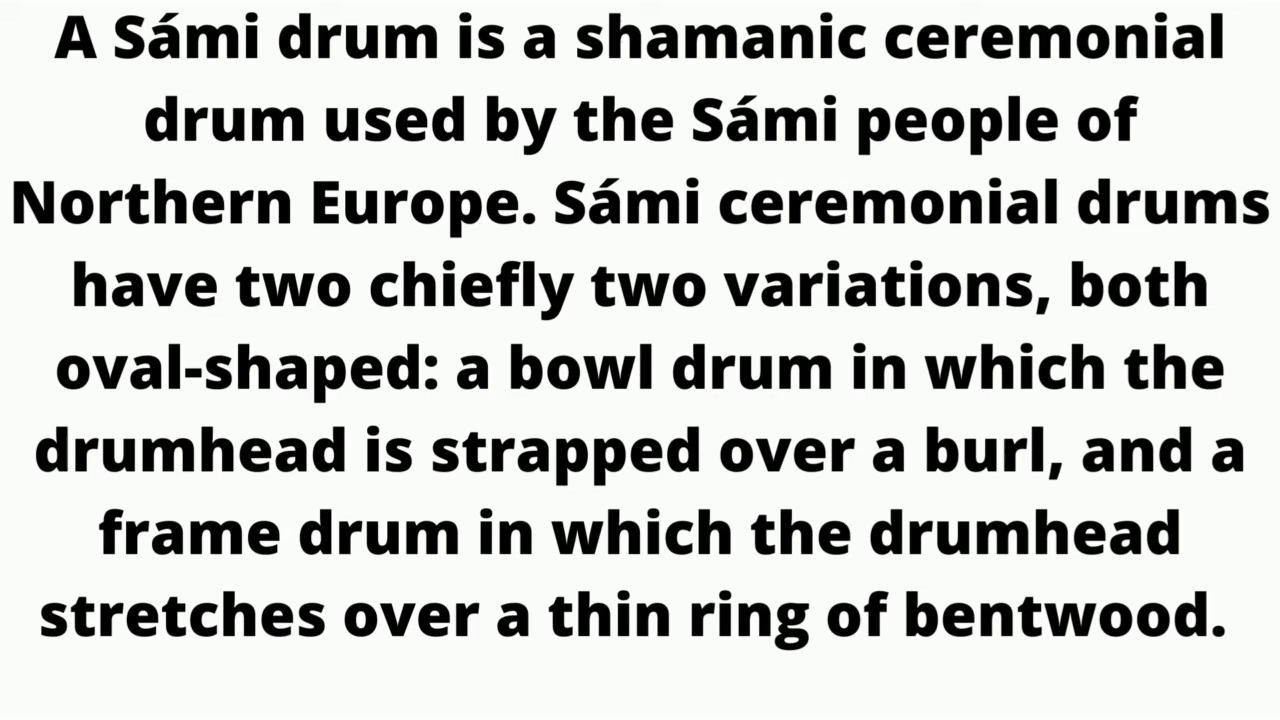 A Sámi drum is a shamanic ceremonial
drum used by the Sámi people of
Northern Europe. Sámi ceremonial drums
have two chiefly two variations, both
oval-shaped: a bowl drum in which the
drumhead is strapped over a burl, and a
frame drum in which the drumhead
stretches over a thin ring of bentwood.